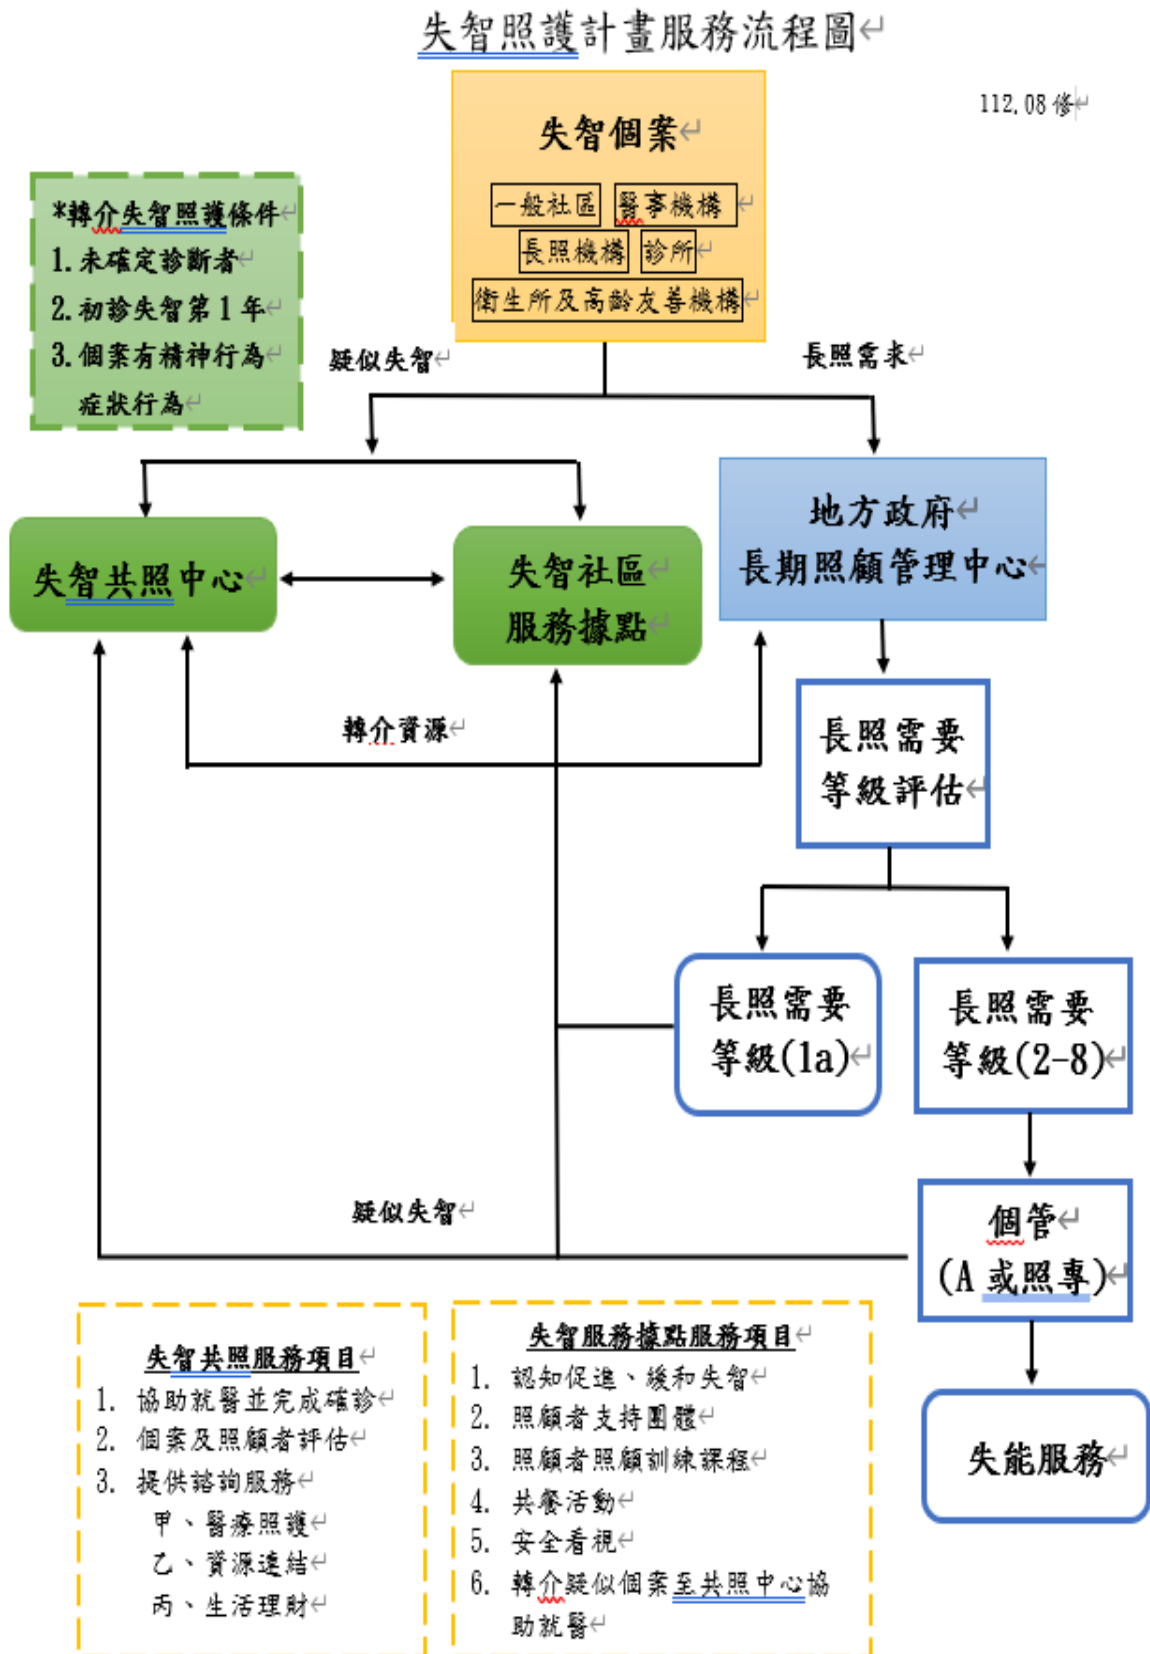 失智照護計畫服務流程圖
112.08 修
失智個案
一般社區 醫事機構
長照機構 診所
衛生所及高齡友善機構
*轉介失智照護條件
1.未確定診斷者
2.初診失智第 1 年
3.個案有精神行為
症狀行為
疑似失智
長照需求
失智共照中心
失智社區
服務據點
地方政府
長期照顧管理中心
轉介資源
長照需要
等級評估
長照需要
等級(1a)
長照需要
等級(2-8)
疑似失智
個管
(A 或照專)
失能服務
失智共照服務項目
1. 協助就醫並完成確診
2. 個案及照顧者評估
3. 提供諮詢服務
甲、醫療照護
乙、資源連結
丙、生活理財
失智服務據點服務項目
1. 認知促進、緩和失智
2. 照顧者支持團體
3. 照顧者照顧訓練課程
4. 共餐活動
5. 安全看視
6. 轉介疑似個案至共照中心協
助就醫